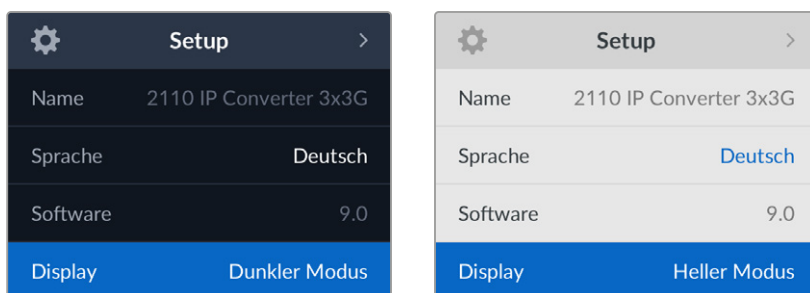 Setup
Name 2110 IP Converter 3x3G
Sprache Deutsch
Software 9.0
Display Dunkler Modus
Setup
Name 2110 IP Converter 3x3G
Sprache Deutsch
Software 9.0
Display Heller Modus